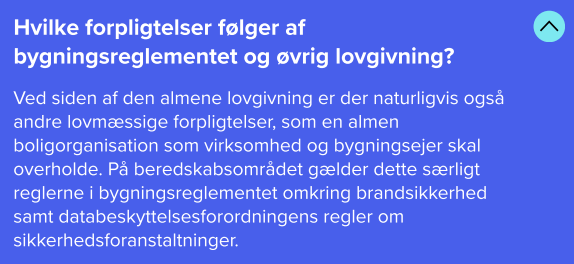 Hvilke forpligtelser følger af
bygningsreglementet og øvrig lovgivning?
Ved siden af den almene lovgivning er der naturligvis også
andre lovmæssige forpligtelser, som en almen
boligorganisation som virksomhed og bygningsejer skal
overholde. På beredskabsområdet gælder dette særligt
reglerne i bygningsreglementet omkring brandsikkerhed
samt databeskyttelsesforordningens regler om
sikkerhedsforanstaltninger.